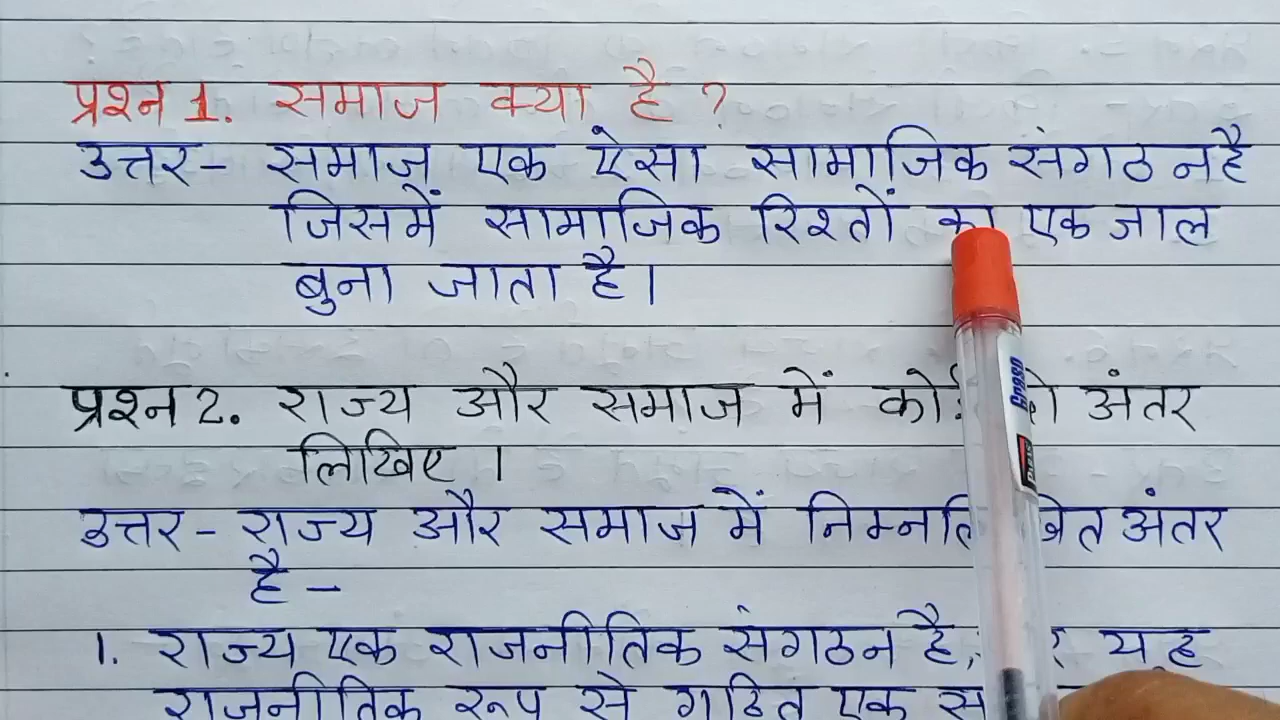 प्रश्न 1. समाज क्या है ?
उत्तर - समाज एक ऐसा सामाजिक संगठन है
जिसमें सामाजिक रिश्तों का एक जाल
बुना जाता है।
प्रश्न 2. राज्य और समाज में अंतर
लिखिए ।
उत्तर - राज्य और समाज में अंतर
है -
1. राज्य एक राजनीतिक संगठन है, यह
राजनीतिक रूप से गठित एक